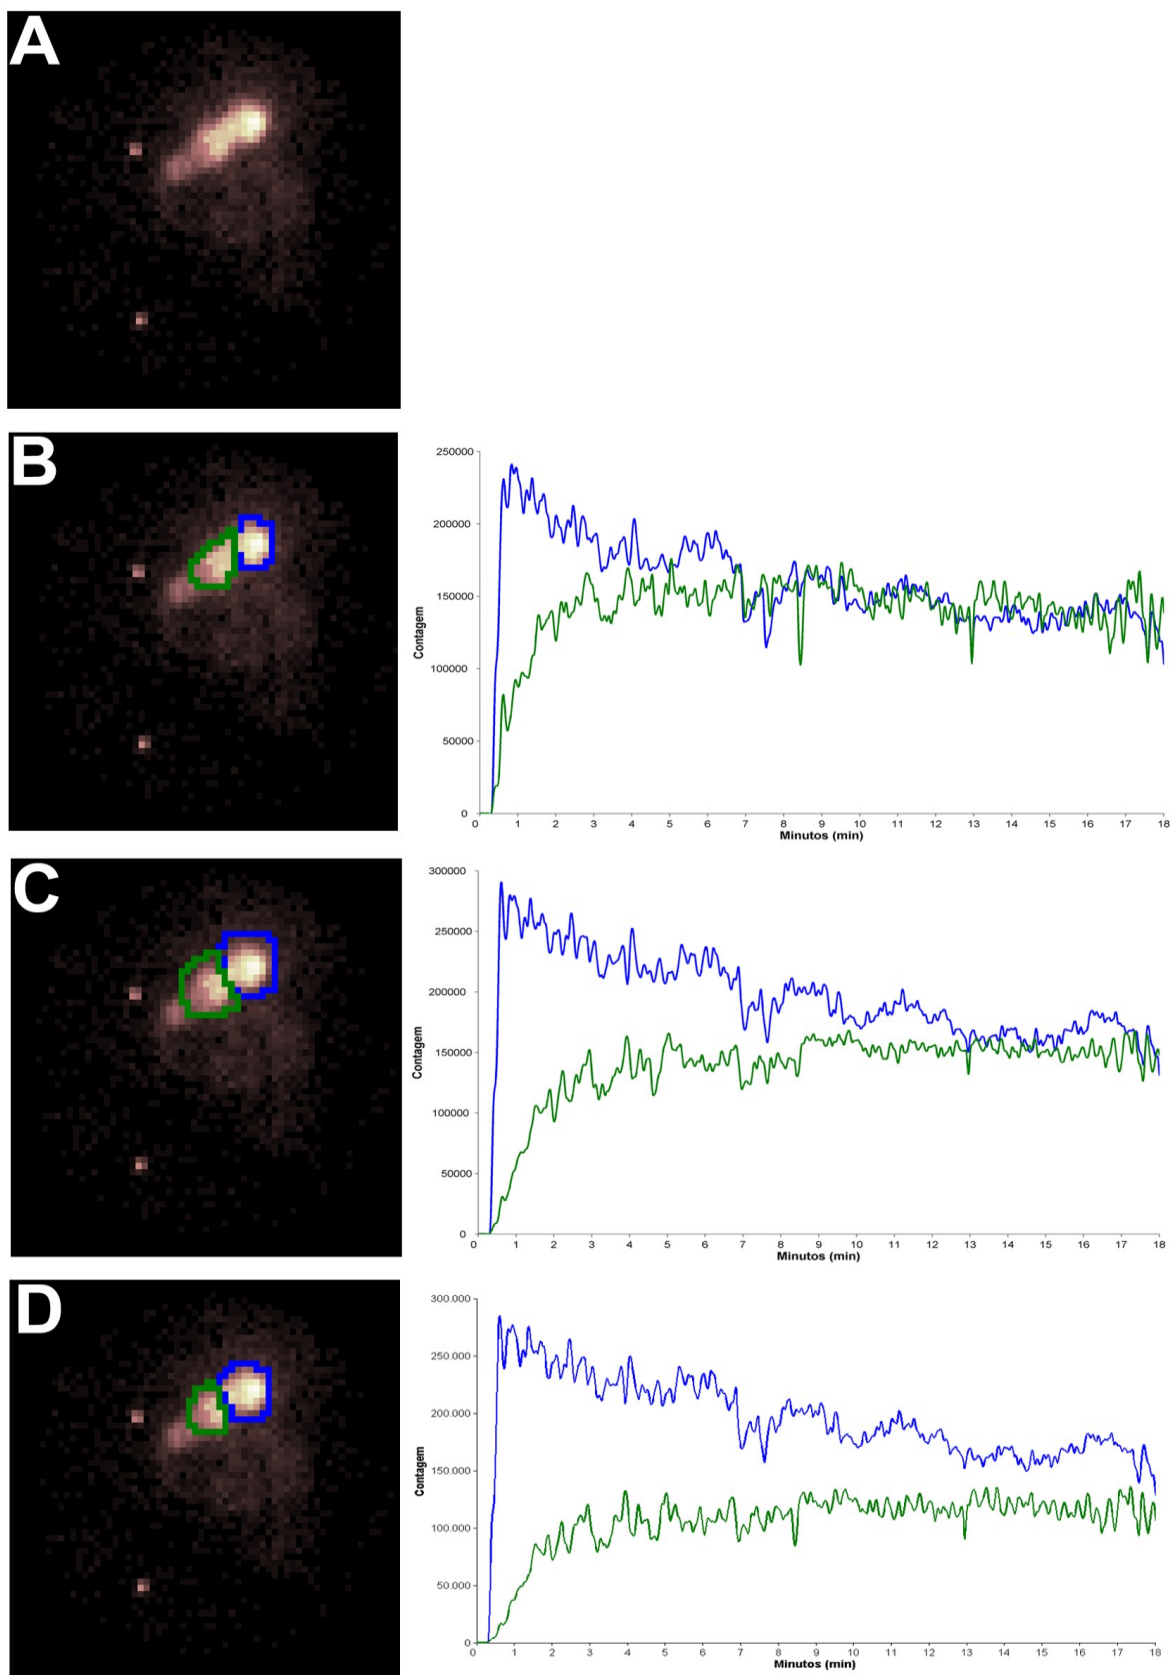 A
B
250000
200000
150000
100000
50000
0
Contagem
0 1 2 3 4 5 6 7 8 9 10 11 12 13 14 15 16 17 18
Minutos (min)
C
300000
250000
200000
150000
100000
50000
0
Contagem
0 1 2 3 4 5 6 7 8 9 10 11 12 13 14 15 16 17 18
Minutos (min)
D
300.000
250.000
200.000
150.000
100.000
50.000
0
Contagem
0 1 2 3 4 5 6 7 8 9 10 11 12 13 14 15 16 17 18
Minutos (min)